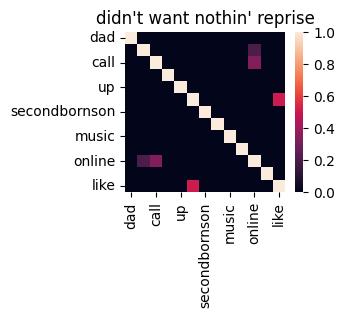 didn't want nothin' reprise
dad
call
up
secondbornson
music
online
like
dad
call
up
secondbornson
music
online
like
1.0
0.8
0.6
0.4
0.2
0.0